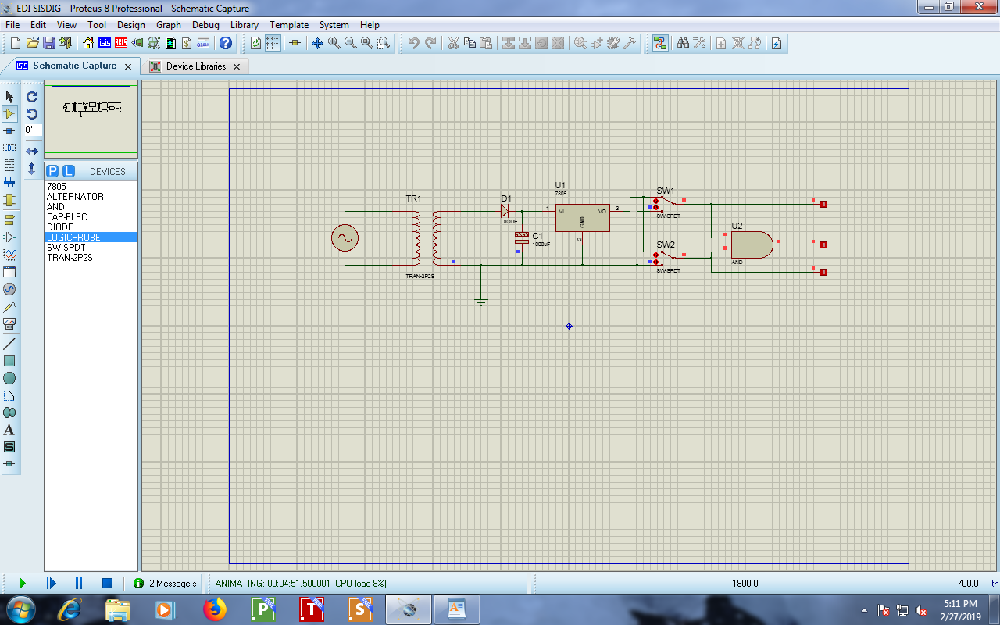 EDI SISDIG - Proteus 8 Professional - Schematic Capture
File Edit View Tool Design Graph Debug Library Template System Help
Schematic Capture
Device Libraries
0°
LBL
P L DEVICES
7805
ALTERNATOR
AND
CAP-ELEC
DIODE
LOGICPROBE
SW-SPDT
TRAN-2P2S
A
S
TR1
TRAN-2P2S
D1
DIODE
C1
1000uF
U1
7805
VI
VO
GND
1
2
3
SW1
SW-SPDT
SW2
SW-SPDT
U2
AND
1
1
1
2 Message(s)
ANIMATING: 00:04:51.500001 (CPU load 8%)
+1800.0
+700.0
th
P
T
S
5:11 PM
2/27/2019